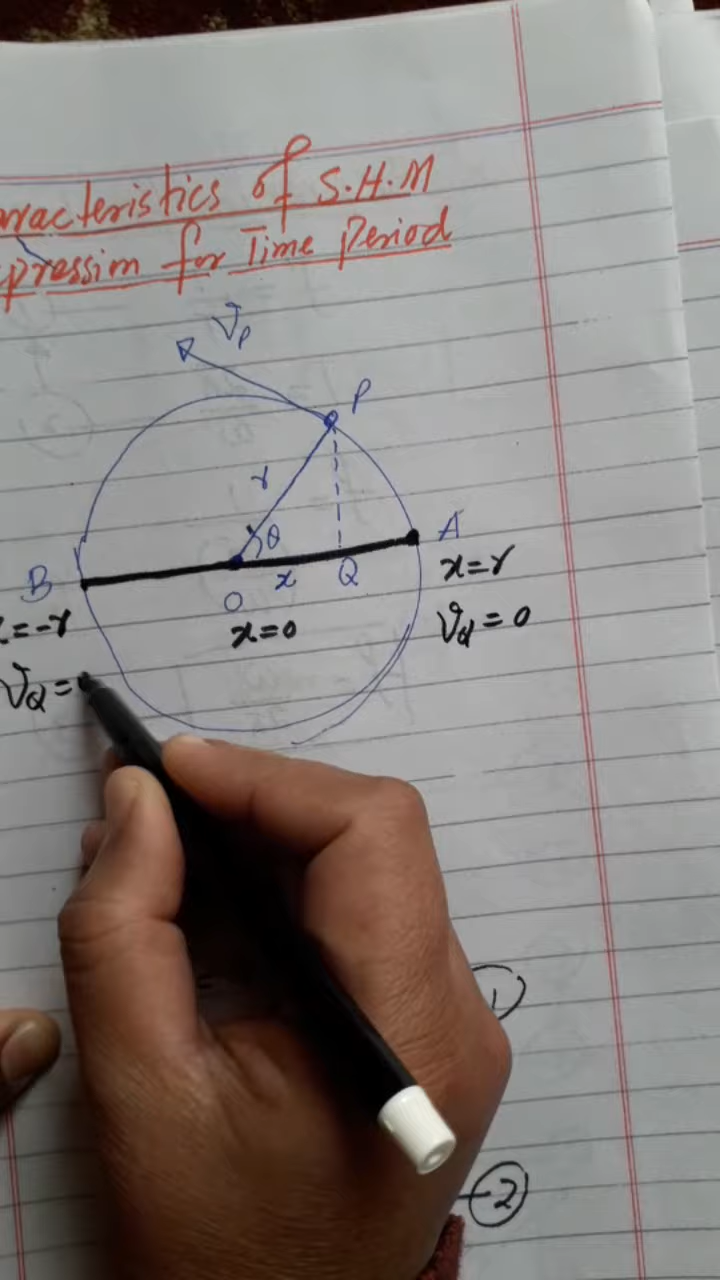 aracteristics of S.H.M
pression for Time Period
VP
P
r
θ
A
B
O
x
Q
x=r
x=0
=-r
VQ=0
VQ=
1
2